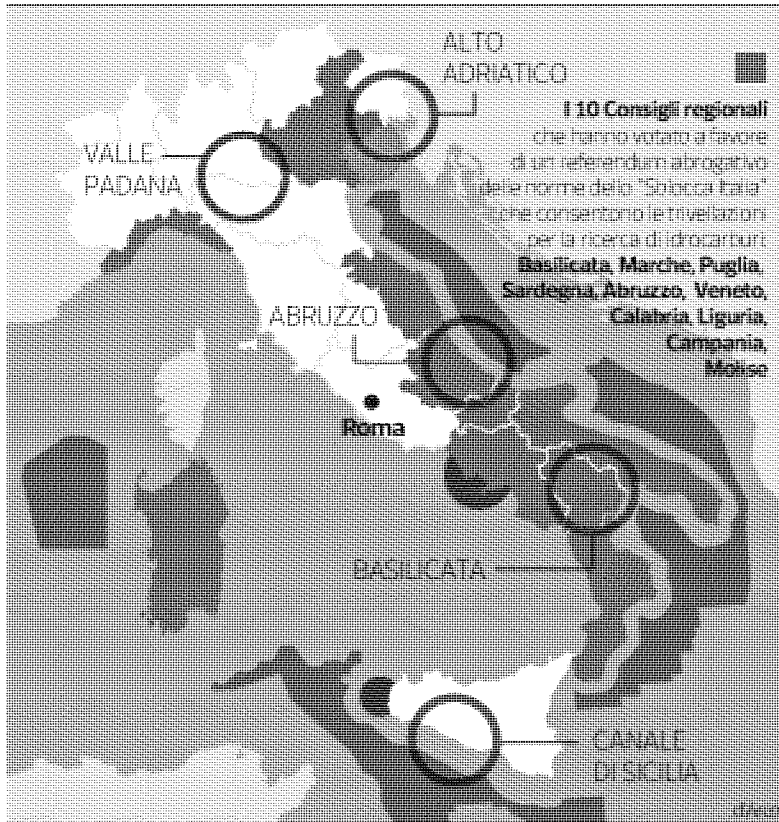 ALTO
ADRIATICO
I 10 Consigli regionali
che hanno votato a favore
di un referendum abrogativo
delle norme dello "Sblocca Italia"
che consentono le trivellazioni
per la ricerca di idrocarburi:
Basilicata, Marche, Puglia,
Sardegna, Abruzzo, Veneto,
Calabria, Liguria,
Campania,
Molise
VALLE
PADANA
ABRUZZO
Roma
BASILICATA
CANALE
DI SICILIA